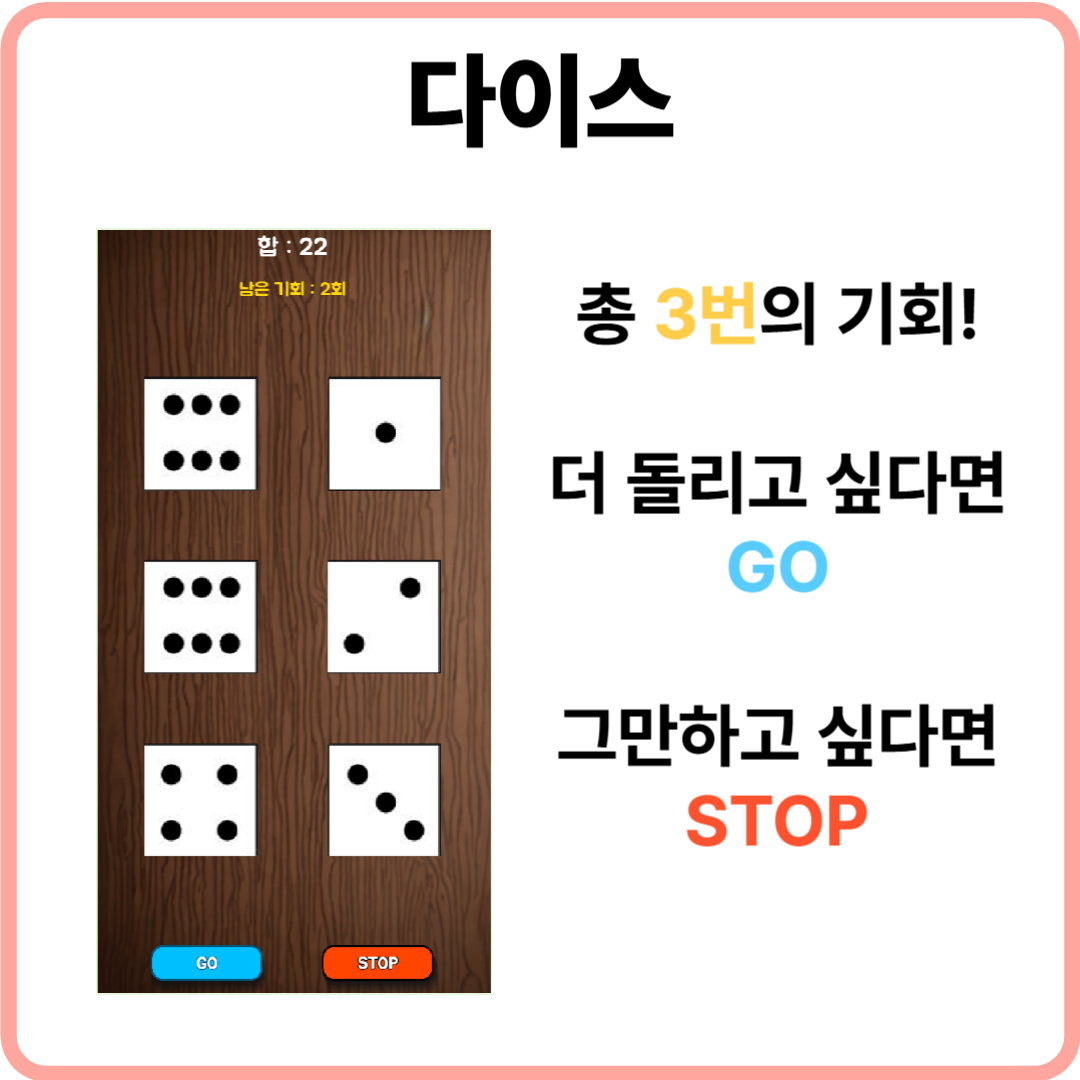 다이스
합 : 22
남은 기회 : 2회
GO
STOP
총 3번의 기회!
더 돌리고 싶다면
GO
그만하고 싶다면
STOP